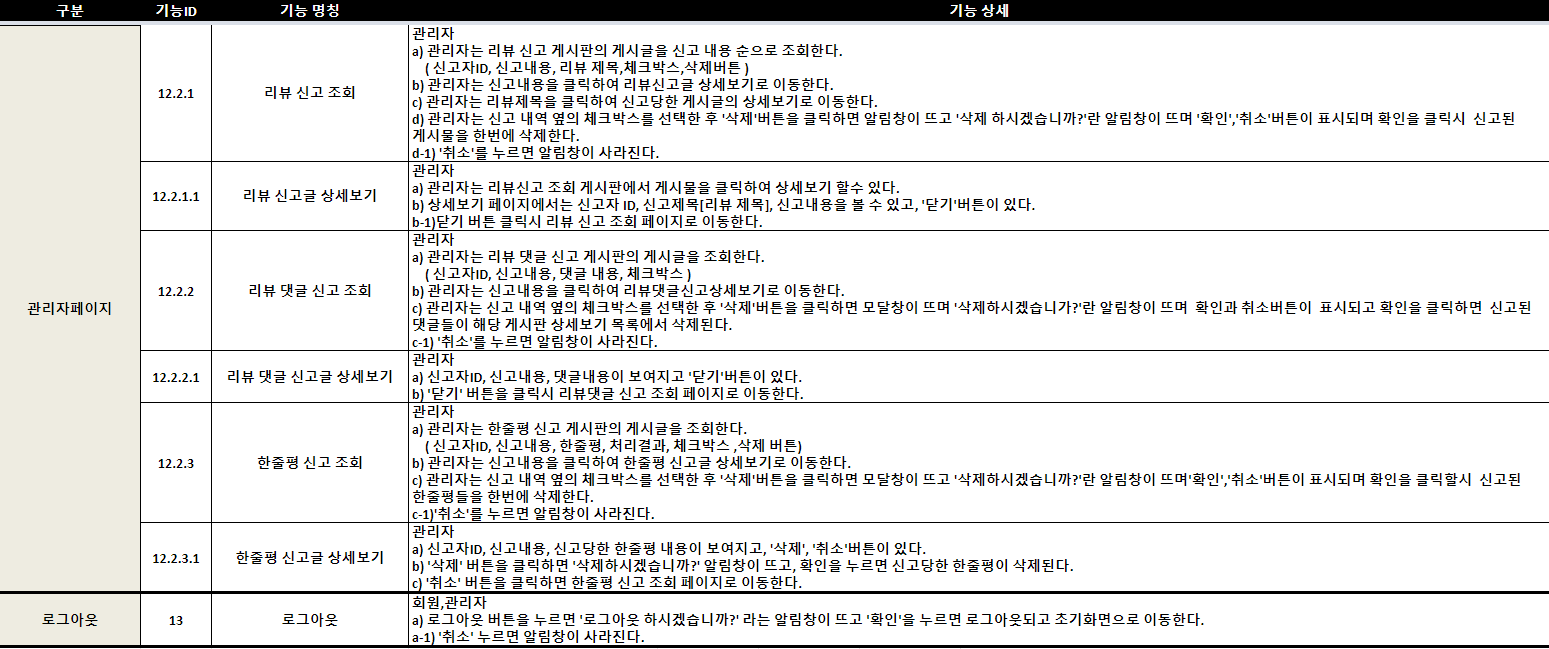 구분 기능ID 기능 명칭 기능 상세
관리자페이지
12.2.1 리뷰 신고 조회
관리자
a) 관리자는 리뷰 신고 게시판의 게시글을 신고 내용 순으로 조회한다.
( 신고자ID, 신고내용, 리뷰 제목,체크박스,삭제버튼 )
b) 관리자는 신고내용을 클릭하여 리뷰신고글 상세보기로 이동한다.
c) 관리자는 리뷰제목을 클릭하여 신고당한 게시글의 상세보기로 이동한다.
d) 관리자는 신고 내역 옆의 체크박스를 선택한 후 '삭제'버튼을 클릭하면 알림창이 뜨고 '삭제 하시겠습니까?'란 알림창이 뜨며 '확인','취소'버튼이 표시되며 확인을 클릭시 신고된
게시물을 한번에 삭제한다.
d-1) '취소'를 누르면 알림창이 사라진다.
12.2.1.1 리뷰 신고글 상세보기
관리자
a) 관리자는 리뷰신고 조회 게시판에서 게시물을 클릭하여 상세보기 할수 있다.
b) 상세보기 페이지에서는 신고자 ID, 신고제목[리뷰 제목], 신고내용을 볼 수 있고, '닫기'버튼이 있다.
b-1)닫기 버튼 클릭시 리뷰 신고 조회 페이지로 이동한다.
12.2.2 리뷰 댓글 신고 조회
관리자
a) 관리자는 리뷰 댓글 신고 게시판의 게시글을 조회한다.
( 신고자ID, 신고내용, 댓글 내용, 체크박스 )
b) 관리자는 신고내용을 클릭하여 리뷰댓글신고상세보기로 이동한다.
c) 관리자는 신고 내역 옆의 체크박스를 선택한 후 '삭제'버튼을 클릭하면 모달창이 뜨며 '삭제하시겠습니가?'란 알림창이 뜨며 확인과 취소버튼이 표시되고 확인을 클릭하면 신고된
댓글들이 해당 게시판 상세보기 목록에서 삭제된다.
c-1) '취소'를 누르면 알림창이 사라진다.
12.2.2.1 리뷰 댓글 신고글 상세보기
관리자
a) 신고자ID, 신고내용, 댓글내용이 보여지고 '닫기'버튼이 있다.
b) '닫기' 버튼을 클릭시 리뷰댓글 신고 조회 페이지로 이동한다.
12.2.3 한줄평 신고 조회
관리자
a) 관리자는 한줄평 신고 게시판의 게시글을 조회한다.
( 신고자ID, 신고내용, 한줄평, 처리결과, 체크박스 ,삭제 버튼)
b) 관리자는 신고내용을 클릭하여 한줄평 신고글 상세보기로 이동한다.
c) 관리자는 신고 내역 옆의 체크박스를 선택한 후 '삭제'버튼을 클릭하면 모달창이 뜨고 '삭제하시겠습니까?'란 알림창이 뜨며'확인','취소'버튼이 표시되며 확인을 클릭할시 신고된
한줄평들을 한번에 삭제한다.
c-1)'취소'를 누르면 알림창이 사라진다.
12.2.3.1 한줄평 신고글 상세보기
관리자
a) 신고자ID, 신고내용, 신고당한 한줄평 내용이 보여지고, '삭제', '취소'버튼이 있다.
b) '삭제' 버튼을 클릭하면 '삭제하시겠습니까?' 알림창이 뜨고, 확인을 누르면 신고당한 한줄평이 삭제된다.
c) '취소' 버튼을 클릭하면 한줄평 신고 조회 페이지로 이동한다.
로그아웃 13 로그아웃
회원,관리자
a) 로그아웃 버튼을 누르면 '로그아웃 하시겠습니까?' 라는 알림창이 뜨고 '확인'을 누르면 로그아웃되고 초기화면으로 이동한다.
a-1) '취소' 누르면 알림창이 사라진다.